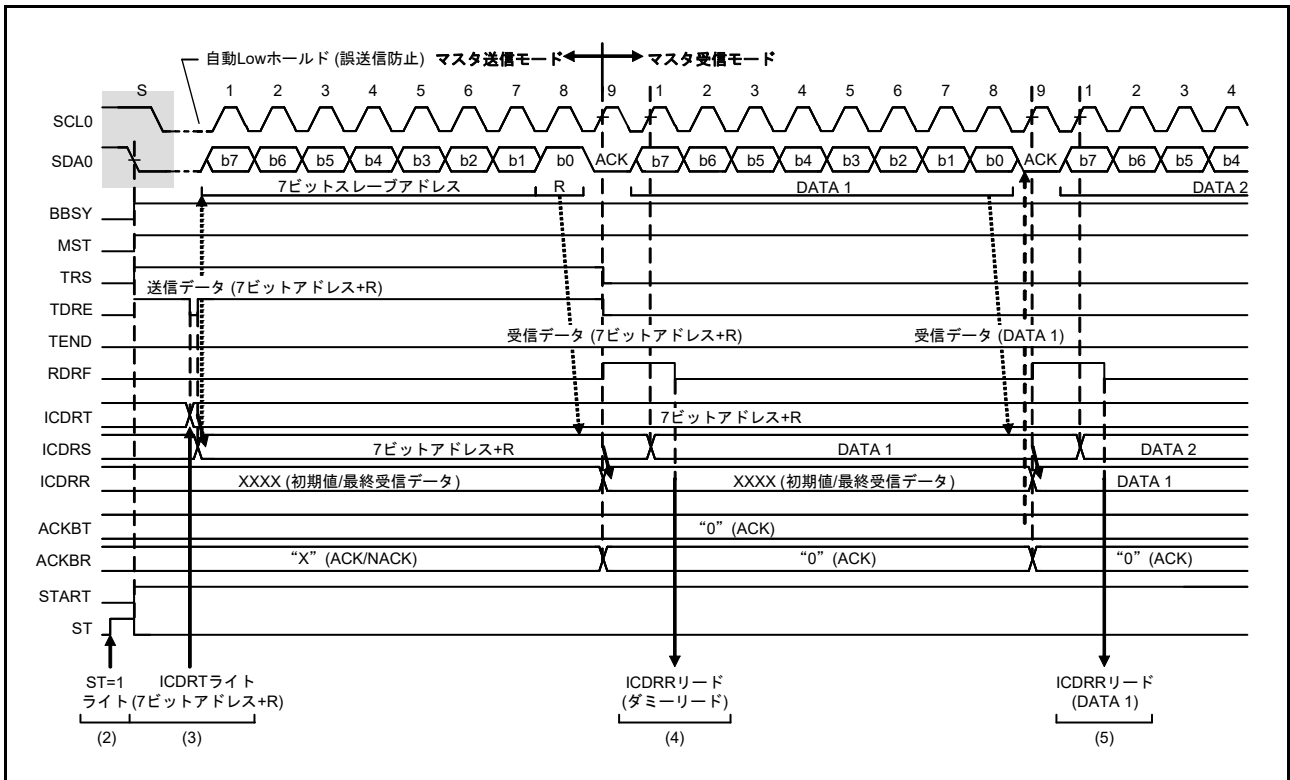 自動Lowホールド (誤送信防止) マスタ送信モード マスタ受信モード
S 1 2 3 4 5 6 7 8 9 1 2 3 4 5 6 7 8 9 1 2 3 4
SCL0
SDA0 b7 b6 b5 b4 b3 b2 b1 b0 ACK b7 b6 b5 b4 b3 b2 b1 b0 ACK b7 b6 b5 b4
7ビットスレーブアドレス R DATA 1 DATA 2
BBSY
MST
TRS
送信データ (7ビットアドレス+R)
TDRE
受信データ (7ビットアドレス+R) 受信データ (DATA 1)
TEND
RDRF
ICDRT 7ビットアドレス+R
ICDRS 7ビットアドレス+R DATA 1 DATA 2
ICDRR XXXX (初期値/最終受信データ) XXXX (初期値/最終受信データ) DATA 1
ACKBT “0” (ACK)
ACKBR “X” (ACK/NACK) “0” (ACK) “0” (ACK)
START
ST
ST=1 ICDRTライト ICDRRリード ICDRRリード
ライト (7ビットアドレス+R) (ダミーリード) (DATA 1)
(2) (3) (4) (5)